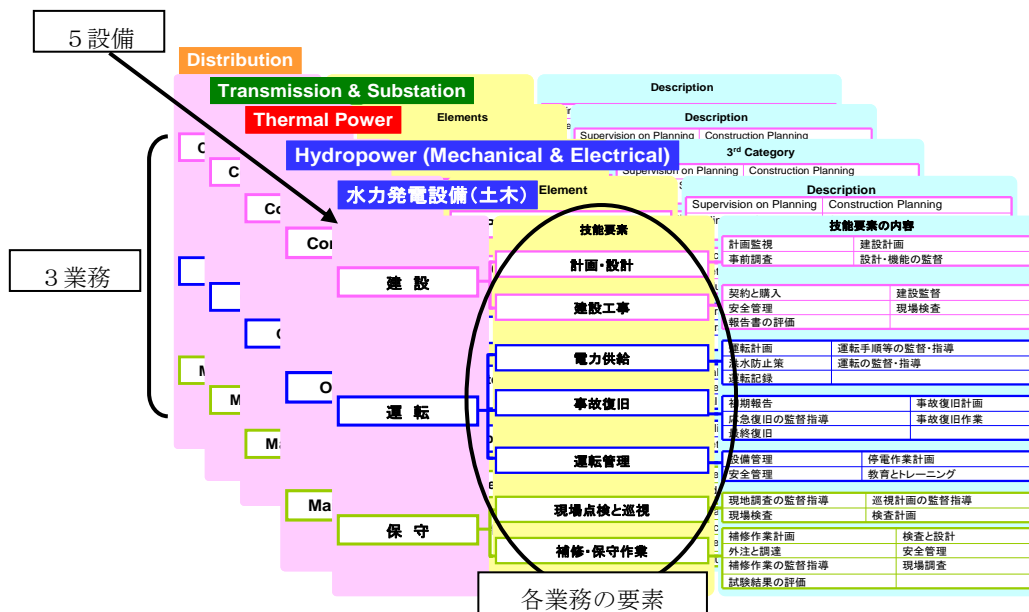 ５設備
Distribution
Transmission & Substation
Description
Thermal Power
Elements
Description
Supervision on Planning Construction Planning
Hydropower (Mechanical & Electrical)
3rd Category
Supervision on Planning Construction Planning
水力発電設備(土木)
Element
Description
Supervision on Planning Construction Planning
３業務
技能要素
技能要素の内容
建 設
計画・設計
計画監視 建設計画
事前調査 設計・機能の監督
建設工事
契約と購入 建設監督
安全管理 現場検査
報告書の評価
運 転
電力供給
運転計画 運転手順等の監督・指導
洪水防止策 運転の監督・指導
運転記録
事故復旧
初期報告 事故復旧計画
応急復旧の監督指導 事故復旧作業
最終復旧
運転管理
設備管理 停電作業計画
安全管理 教育とトレーニング
保 守
現場点検と巡視
現地調査の監督指導 巡視計画の監督指導
現場検査 検査計画
補修・保守作業
補修作業計画 検査と設計
外注と調達 安全管理
補修作業の監督指導 現場調査
試験結果の評価
各業務の要素